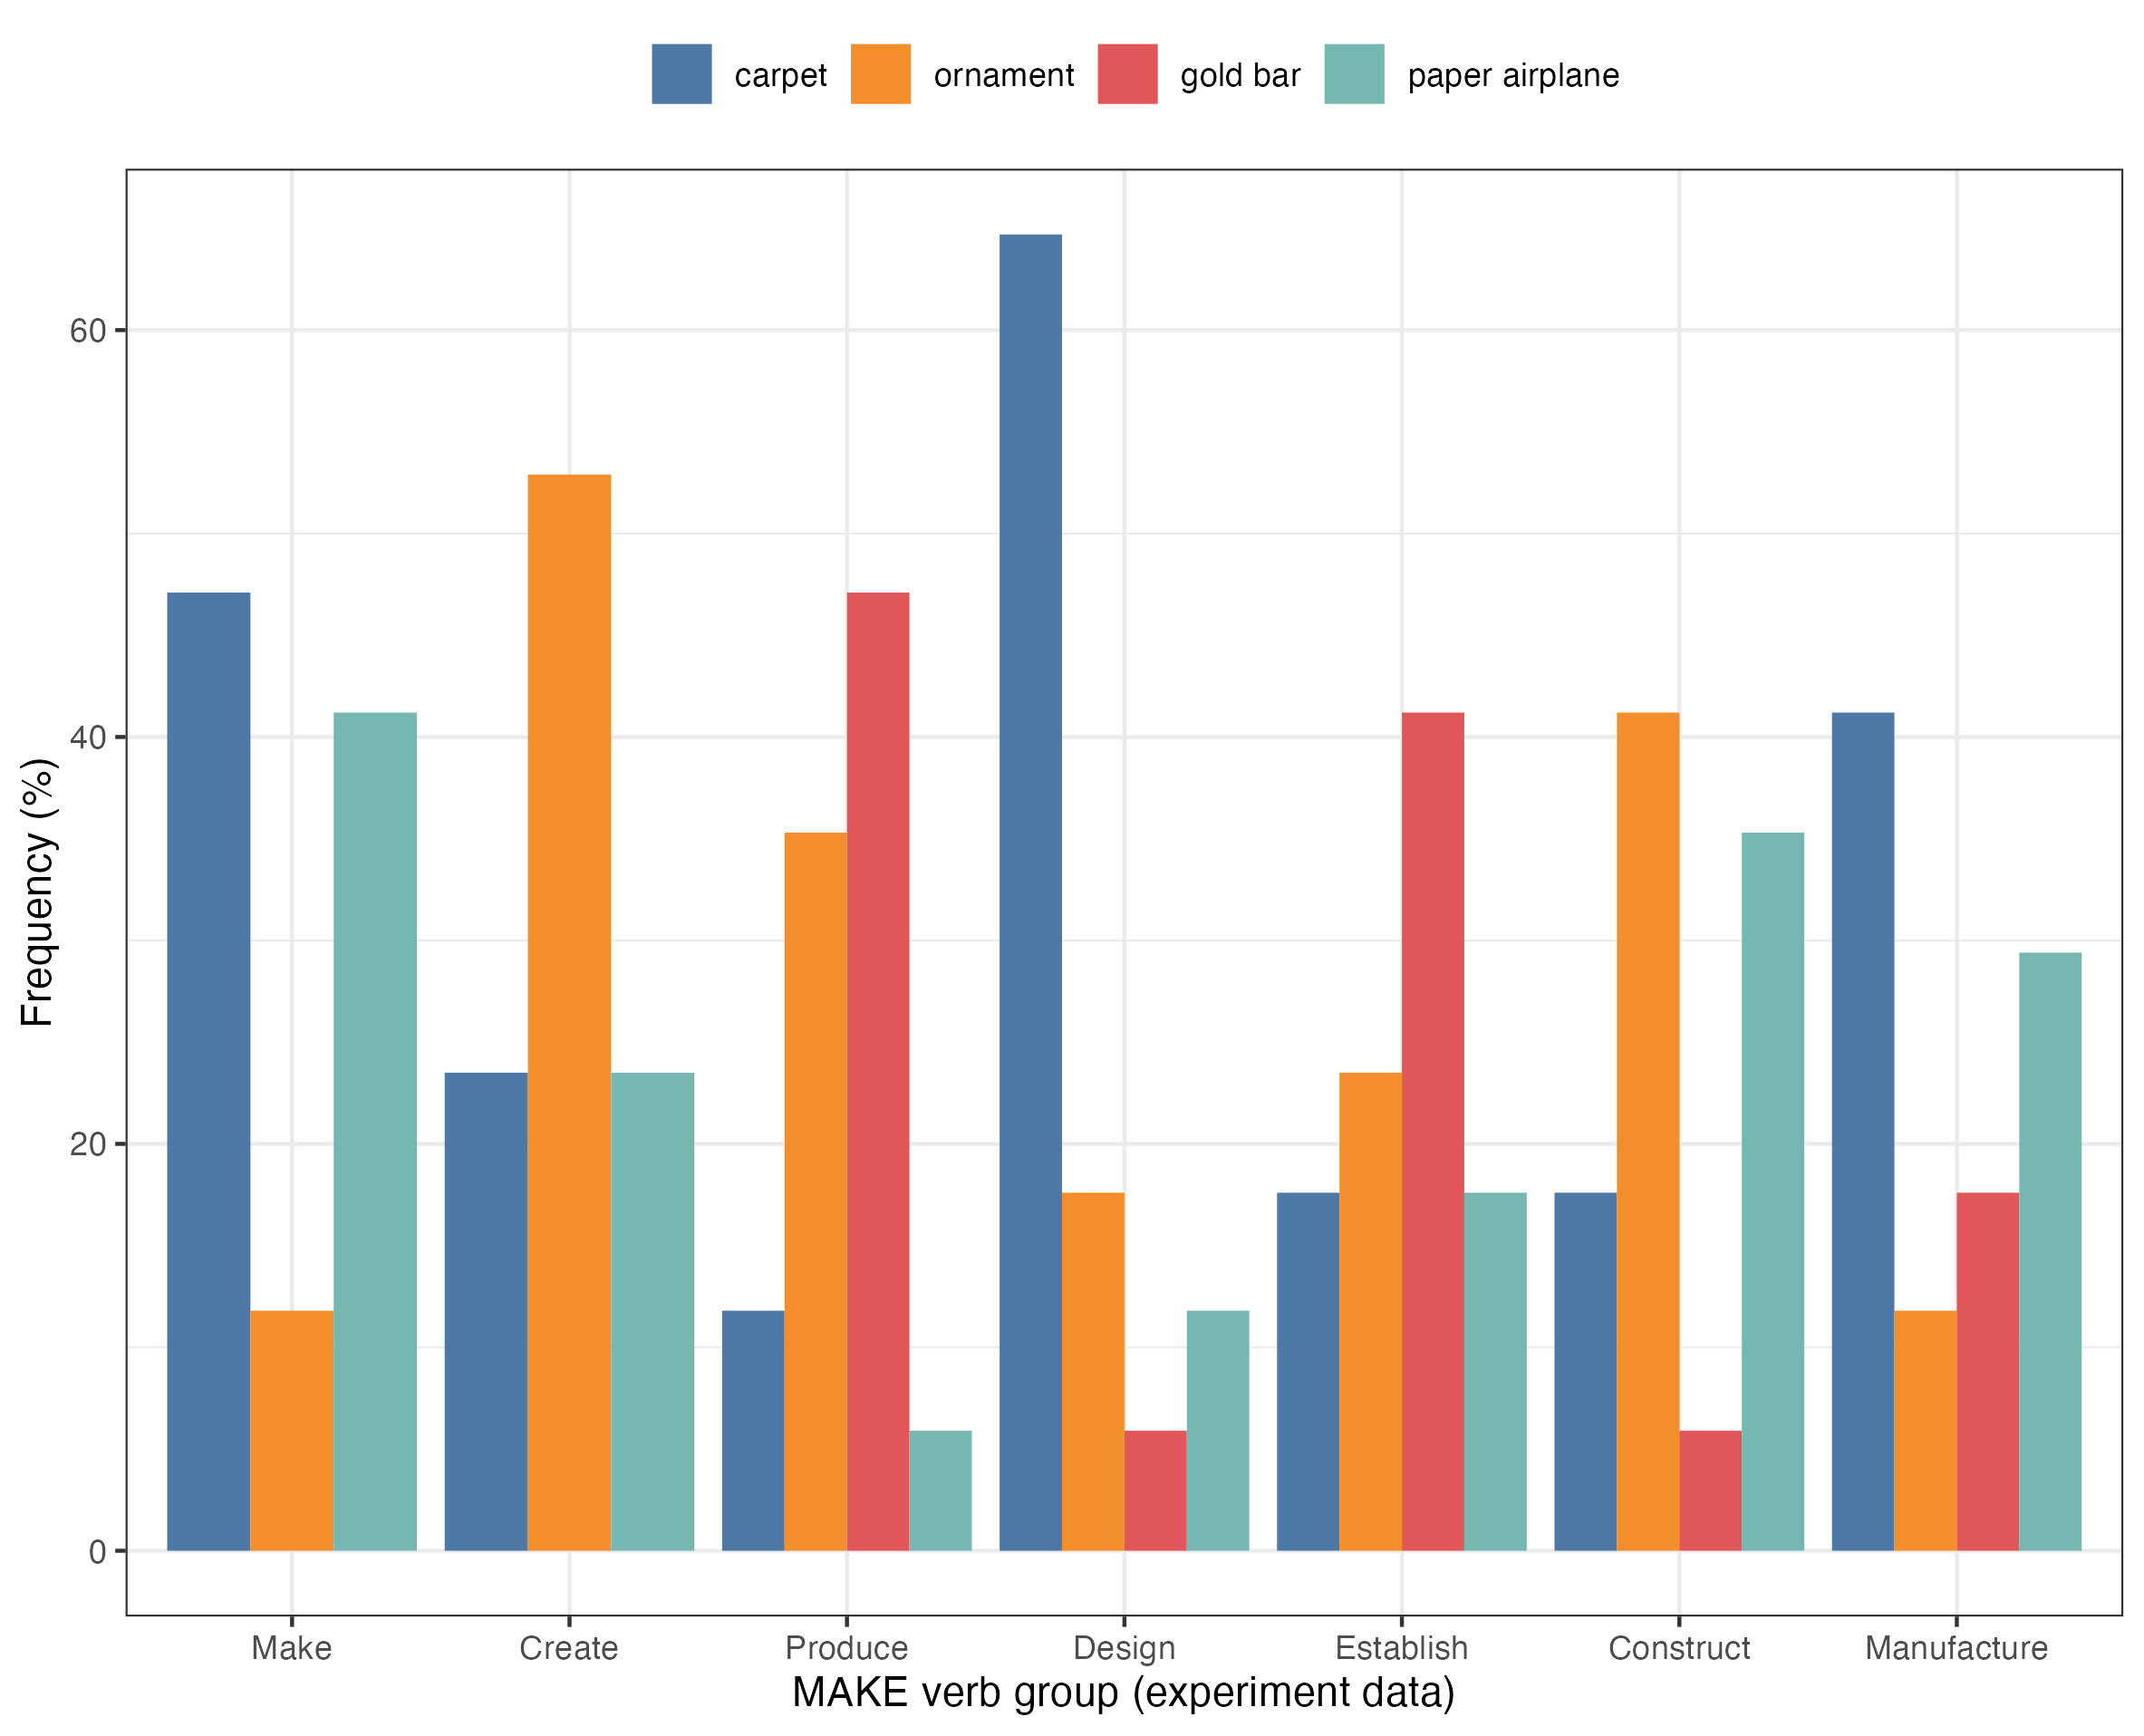 carpet ornament gold bar paper airplane
Frequency (%)
60
40
20
0
Make Create Produce Design Establish Construct Manufacture
MAKE verb group (experiment data)